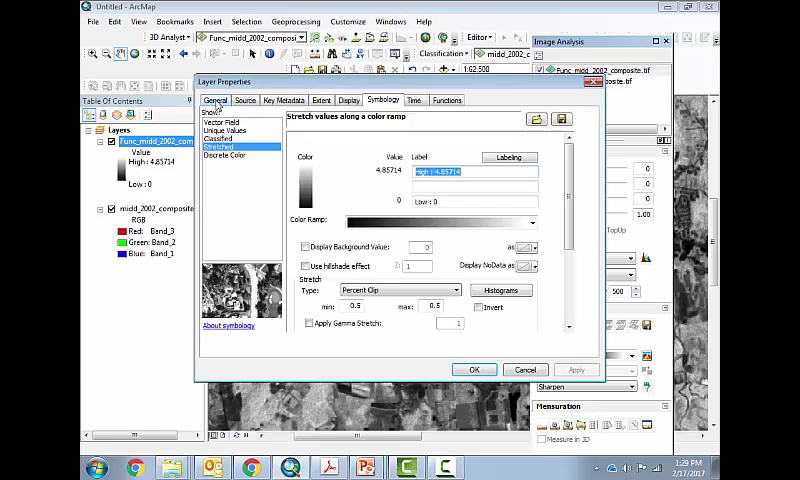 Untitled - ArcMap
File Edit View Bookmarks Insert Selection Geoprocessing Customize Windows Help
3D Analyst Func_midd_2002_composi Editor
Classification midd_2002_c
1:62,500
Image Analysis
Func_midd_2002_composite.tif
Table Of Contents
Layers
Func_midd_2002_com
Value
High : 4.85714
Low : 0
midd_2002_composite
RGB
Red: Band_3
Green: Band_2
Blue: Band_1
Layer Properties
General Source Key Metadata Extent Display Symbology Time Functions
Show:
Vector Field
Unique Values
Classified
Stretched
Discrete Color
About symbology
Stretch values along a color ramp
Color Value Label Labeling
4.85714 High : 4.85714
0 Low : 0
Color Ramp:
Display Background Value: 0 as
Use hillshade effect Z: 1 Display NoData as
Stretch
Type: Percent Clip Histograms
min: 0.5 max: 0.5 Invert
Apply Gamma Stretch: 1
OK Cancel Apply
0
0
0
1.00
TopUp
500
Sharpen
Mensuration
Measure in 3D
1:29 PM
2/17/2017